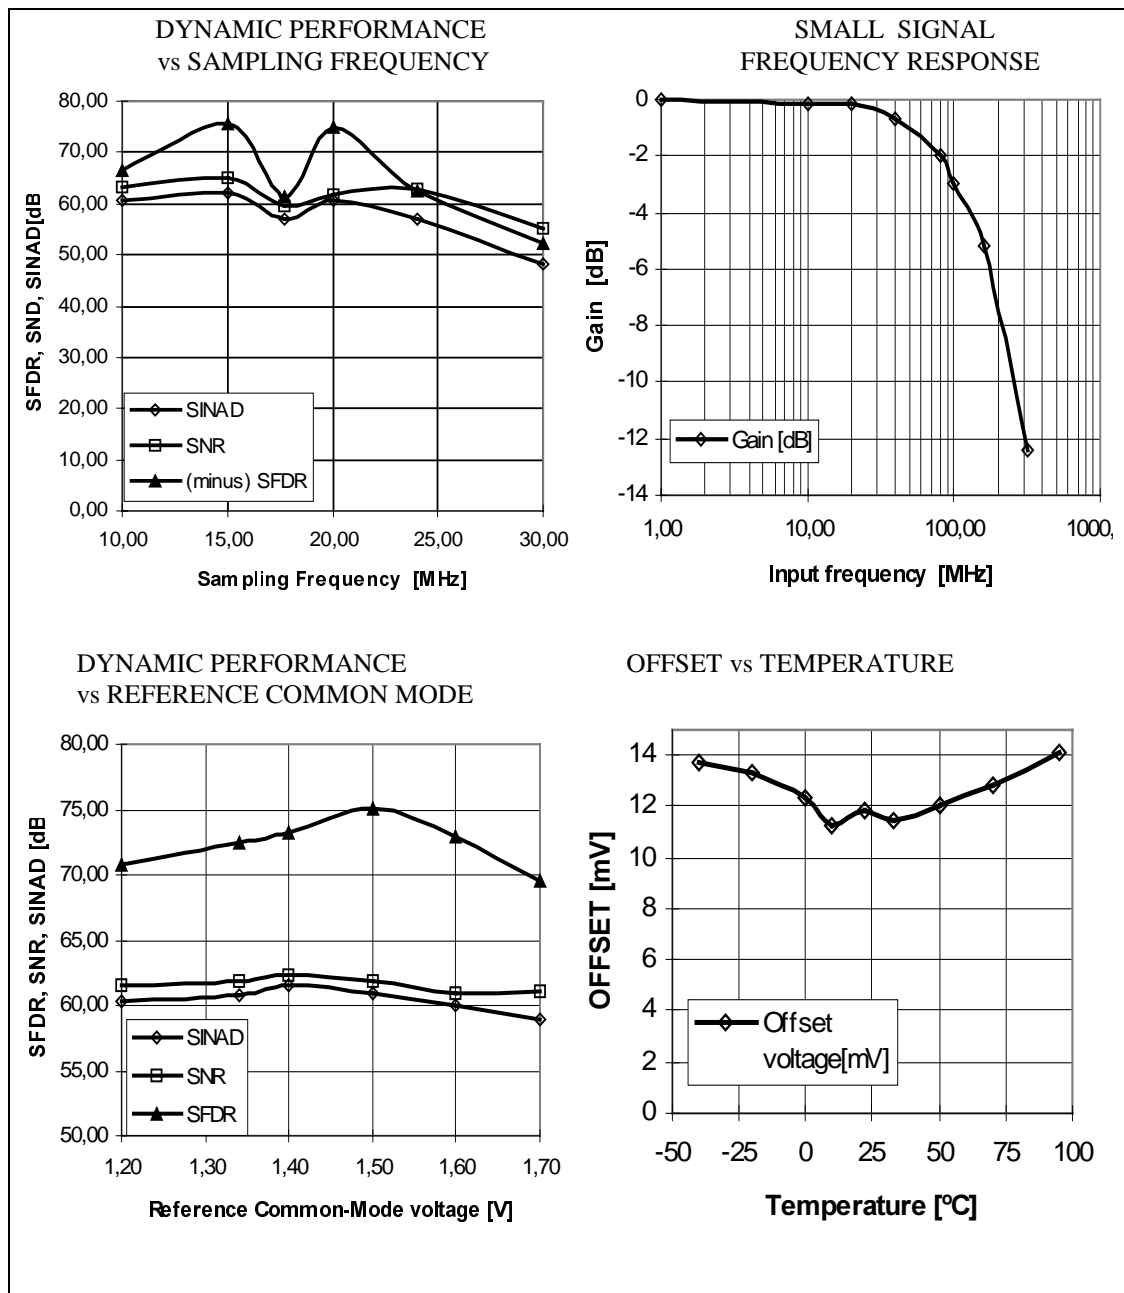 DYNAMIC PERFORMANCE
vs SAMPLING FREQUENCY
80,00
70,00
60,00
50,00
40,00
30,00
20,00
10,00
0,00
SFDR, SND, SINAD[dB
SINAD
SNR
(minus) SFDR
10,00 15,00 20,00 25,00 30,00
Sampling Frequency [MHz]
SMALL SIGNAL
FREQUENCY RESPONSE
0
-2
-4
-6
-8
-10
-12
-14
Gain [dB]
Gain [dB]
1,00 10,00 100,00 1000,
Input frequency [MHz]
DYNAMIC PERFORMANCE
vs REFERENCE COMMON MODE
80,00
75,00
70,00
65,00
60,00
55,00
50,00
SFDR, SNR, SINAD [dB
SINAD
SNR
SFDR
1,20 1,30 1,40 1,50 1,60 1,70
Reference Common-Mode voltage [V]
OFFSET vs TEMPERATURE
14
12
10
8
6
4
2
0
OFFSET [mV]
Offset
voltage[mV]
-50 -25 0 25 50 75 100
Temperature [ºC]